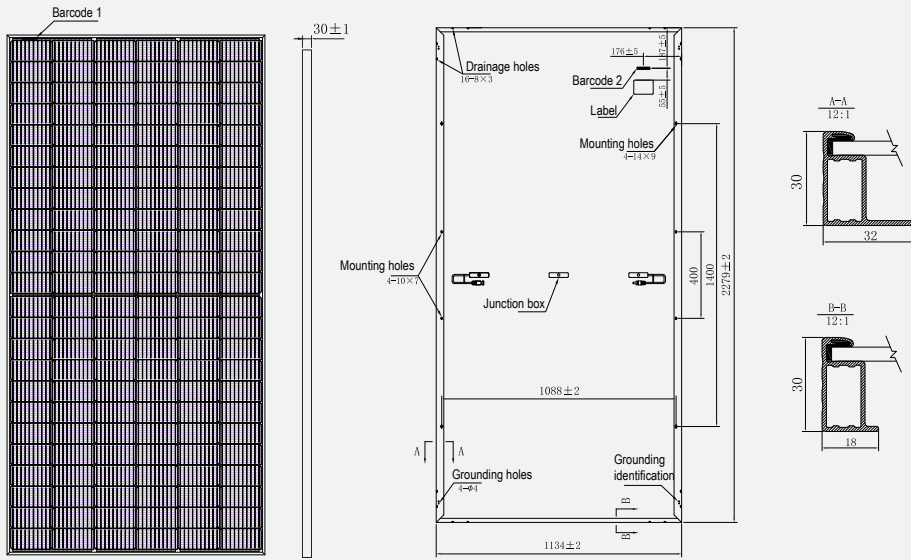 Barcode 1
30±1
Drainage holes
16-8×3
176±5
187±5
Barcode 2
Label
55±5
Mounting holes
4-14×9
Mounting holes
4-10×7
Junction box
400
1400
2279±2
1088±2
A
A
Grounding holes
4-ø4
Grounding
identification
B
B
1134±2
A-A
12:1
30
32
B-B
12:1
30
18